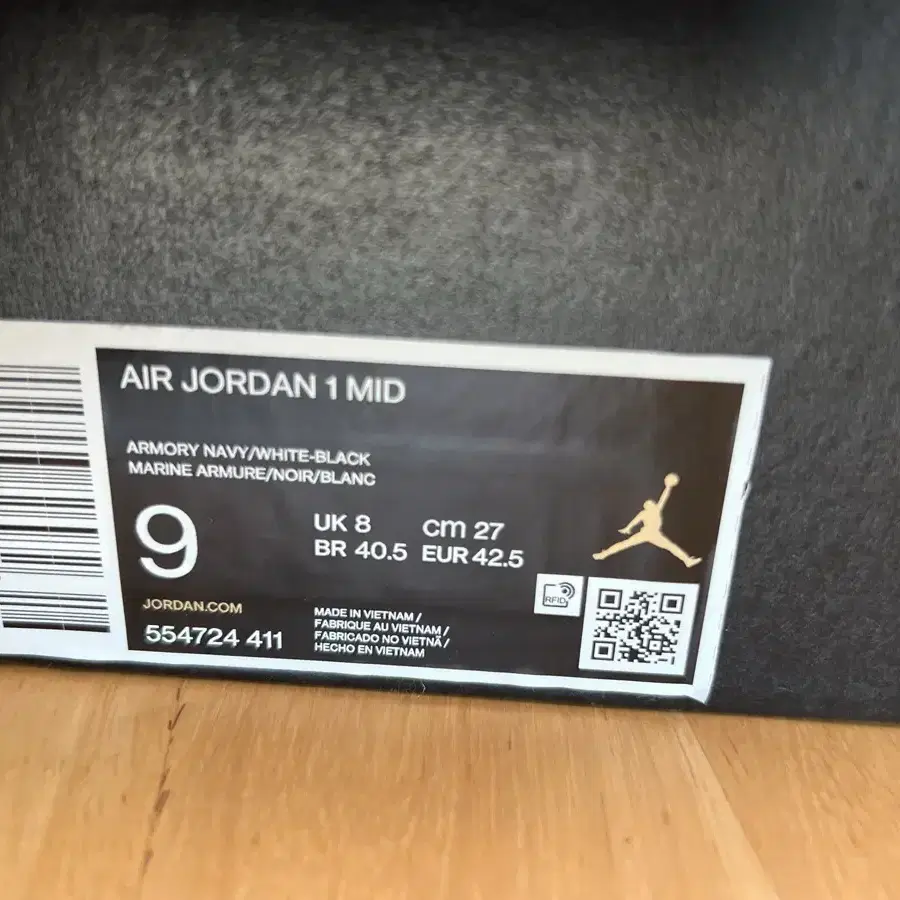 AIR JORDAN 1 MID
ARMORY NAVY/WHITE-BLACK
MARINE ARMURE/NOIR/BLANC
9
UK 8 cm 27
BR 40.5 EUR 42.5
RFID
JORDAN.COM
554724 411
MADE IN VIETNAM /
FABRIQUE AU VIETNAM /
FABRICADO NO VIETNÃ /
HECHO EN VIETNAM